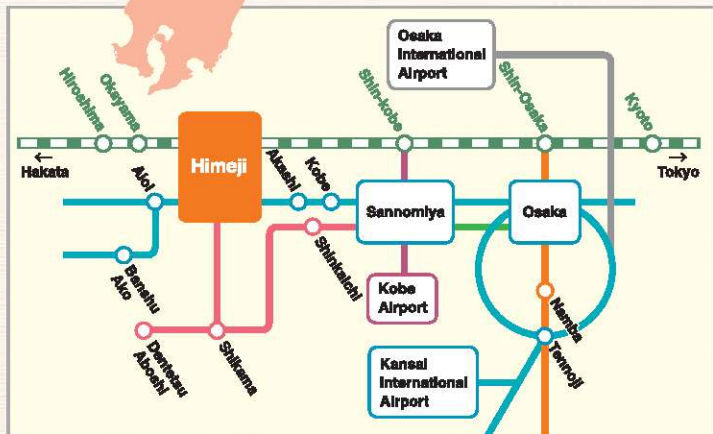 Osaka
International
Airport
Hiroshima
Okayama
Shin-kobe
Shin-Osaka
Kyoto
←
Hakata
→
Tokyo
Himeji
Aioi
Akashi
Kobe
Sannomiya
Osaka
Shinkaichi
Banshu
Ako
Kobe
Airport
Namba
Dentetsu
Aboshi
Shikama
Tennoji
Kansai
International
Airport